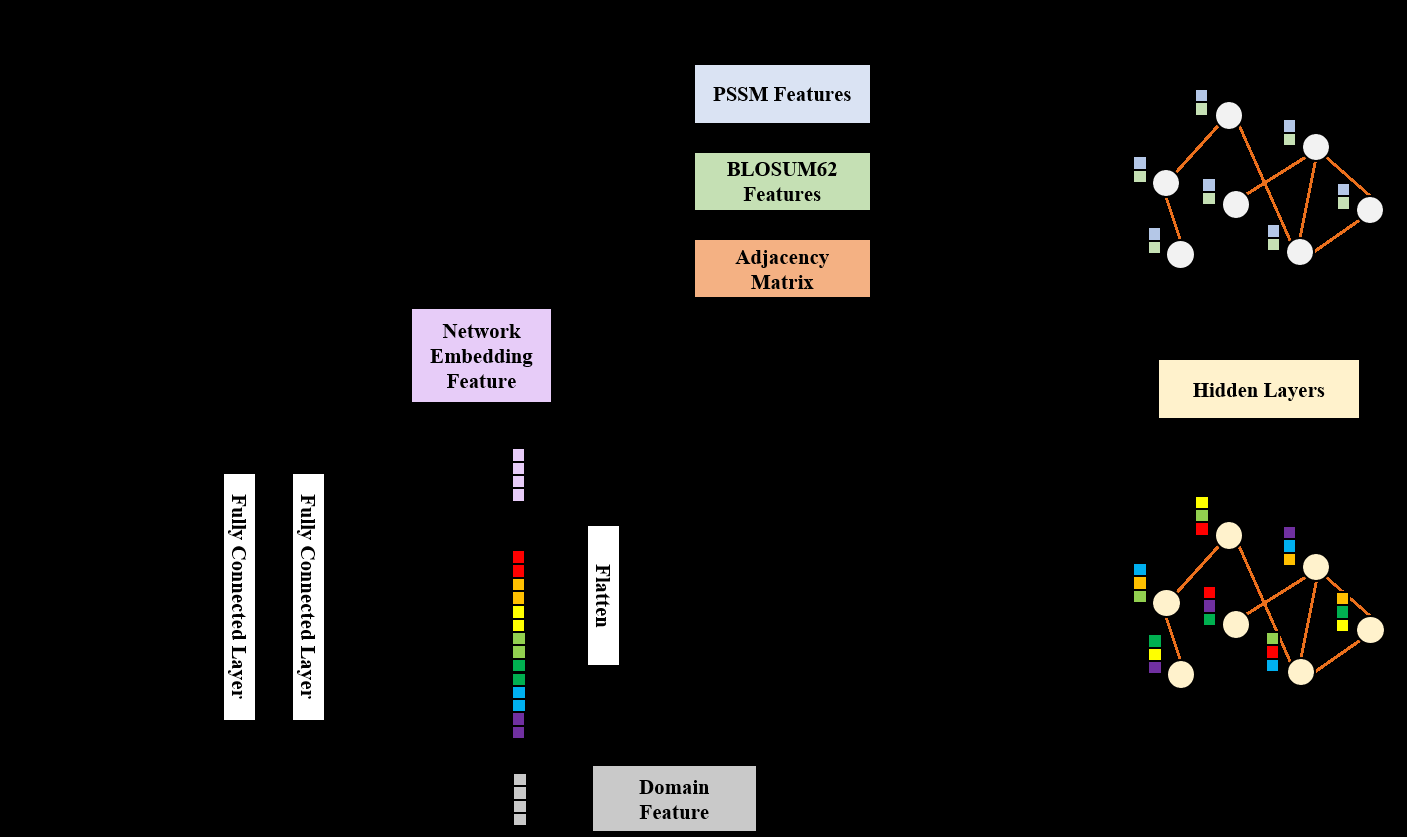 PSSM Features
BLOSUM62
Features
Adjacency
Matrix
Network
Embedding
Feature
Hidden Layers
Fully Connected Layer
Fully Connected Layer
Flatten
Domain
Feature